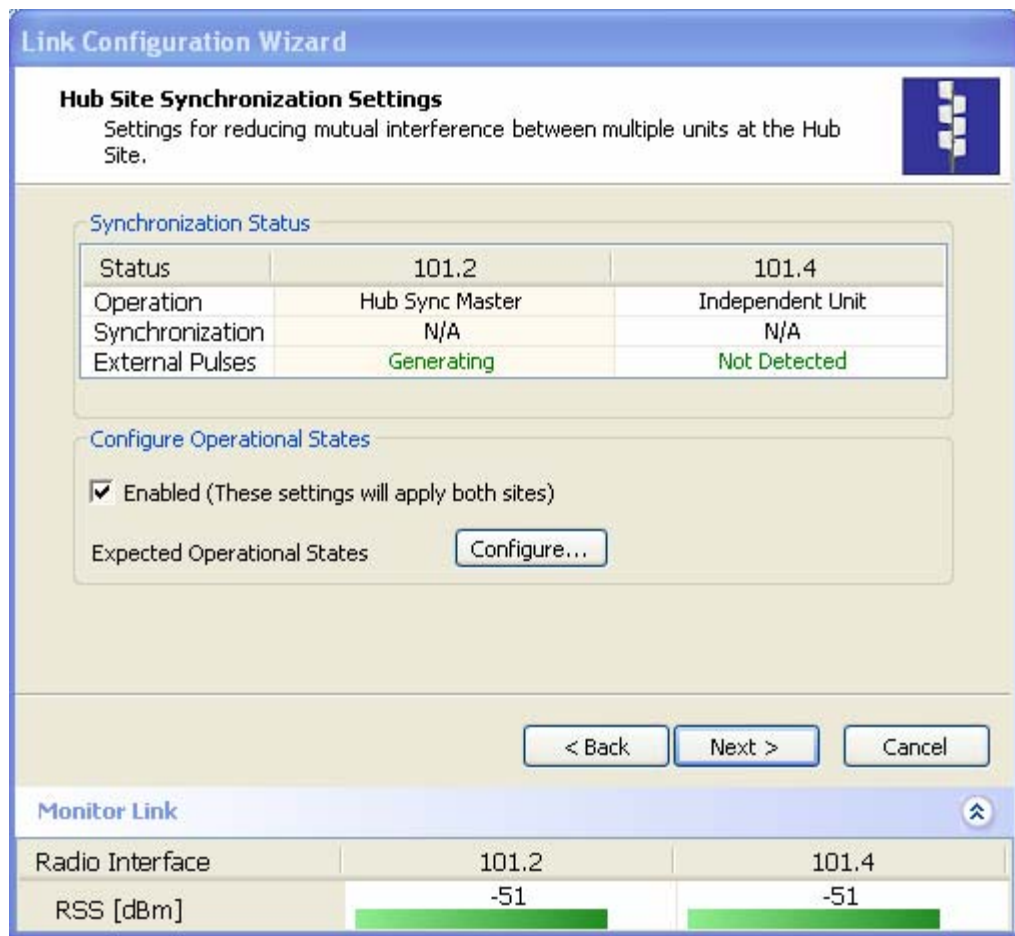 Link Configuration Wizard
Hub Site Synchronization Settings
Settings for reducing mutual interference between multiple units at the Hub
Site.
Synchronization Status
Status 101.2 101.4
Operation Hub Sync Master Independent Unit
Synchronization N/A N/A
External Pulses Generating Not Detected
Configure Operational States
Enabled (These settings will apply both sites)
Expected Operational States Configure...
< Back Next > Cancel
Monitor Link
Radio Interface 101.2 101.4
RSS [dBm] -51 -51